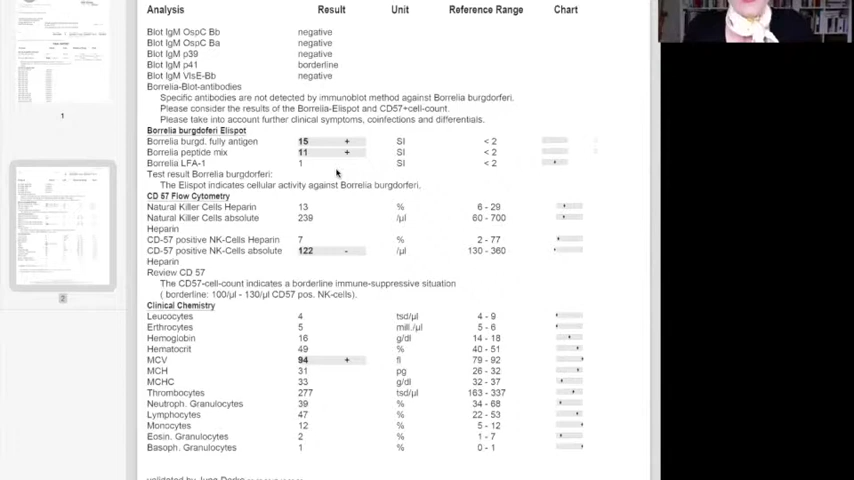 Analysis Result Unit Reference Range Chart
Blot IgM OspC Bb negative
Blot IgM OspC Ba negative
Blot IgM p39 negative
Blot IgM p41 borderline
Blot IgM VlsE-Bb negative
Borrelia-Blot-antibodies
Specific antibodies are not detected by immunoblot method against Borrelia burgdorferi.
Please consider the results of the Borrelia-Elispot and CD57+cell-count.
Please take into account further clinical symptoms, coinfections and differentials.
Borrelia burgdoferi Elispot
Borrelia burgd. fully antigen 15 + SI < 2
Borrelia peptide mix 11 + SI < 2
Borrelia LFA-1 1 SI < 2
Test result Borrelia burgdorferi:
The Elispot indicates cellular activity against Borrelia burgdorferi,
CD 57 Flow Cytometry
Natural Killer Cells Heparin 13 % 6 - 29
Natural Killer Cells absolute 239 /µl 60 - 700
Heparin
CD-57 positive NK-Cells Heparin 7 % 2 - 77
CD-57 positive NK-Cells absolute 122 - /µl 130 - 360
Heparin
Review CD 57
The CD57-cell-count indicates a borderline immune-suppressive situation
( borderline: 100/µl - 130/µl CD57 pos. NK-cells).
Clinical Chemistry
Leucocytes 4 tsd/µl 4 - 9
Erthrocytes 5 mill./µl 5 - 6
Hemoglobin 16 g/dl 14 - 18
Hematocrit 49 % 40 - 51
MCV 94 + fl 79 - 92
MCH 31 pg 26 - 32
MCHC 33 g/dl 32 - 37
Thrombocytes 277 tsd/µl 163 - 337
Neutroph. Granulocytes 39 % 34 - 68
Lymphocytes 47 % 22 - 53
Monocytes 12 % 5 - 12
Eosin. Granulocytes 2 % 1 - 7
Basoph. Granulocytes 1 % 0 - 1
1
2